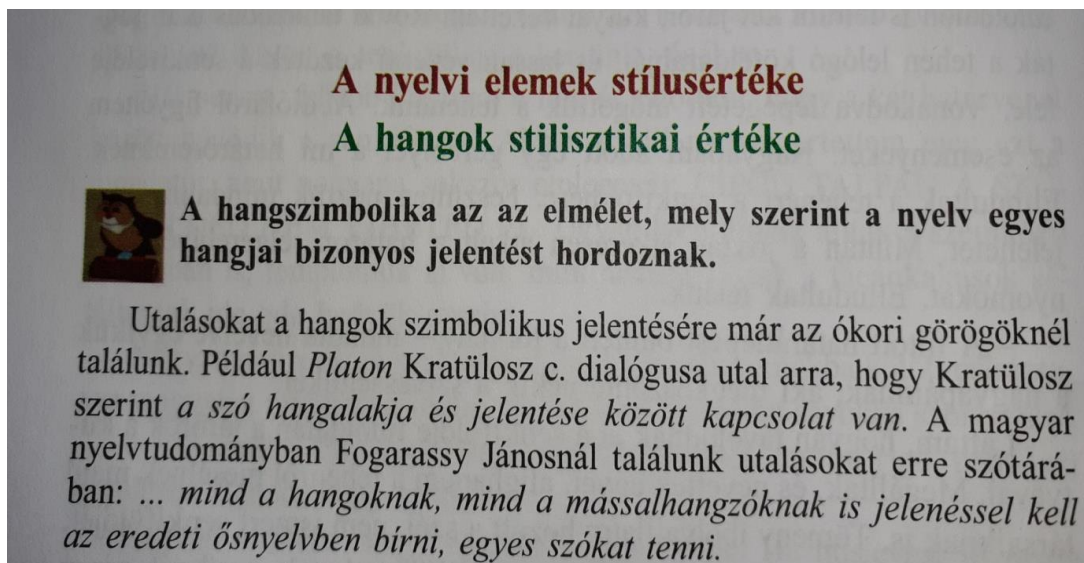 A nyelvi elemek stílusértéke
A hangok stilisztikai értéke
A hangszimbolika az az elmélet, mely szerint a nyelv egyes
hangjai bizonyos jelentést hordoznak.
Utalásokat a hangok szimbolikus jelentésére már az ókori görögöknél
találunk. Például Platon Kratülosz c. dialógusa utal arra, hogy Kratülosz
szerint a szó hangalakja és jelentése között kapcsolat van. A magyar
nyelvtudományban Fogarassy Jánosnál találunk utalásokat erre szótárá-
ban: ... mind a hangoknak, mind a mássalhangzóknak is jelenéssel kell
az eredeti ősnyelvben bírni, egyes szókat tenni.